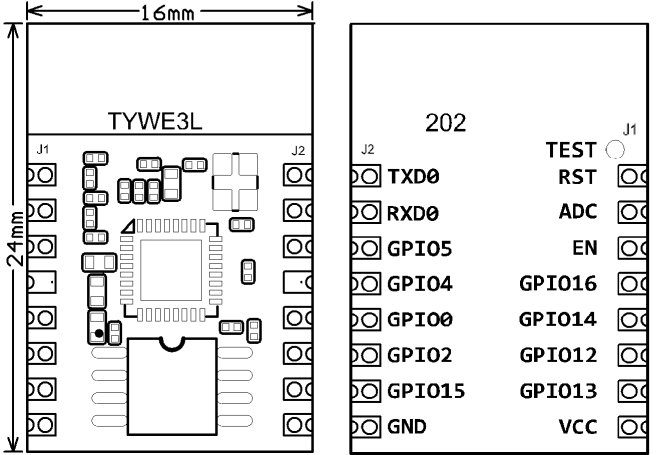 16mm
24mm
TYWE3L
J1 J2
202
J2 J1
TEST
TXD0 RST
RXD0 ADC
GPIO5 EN
GPIO4 GPIO16
GPIO0 GPIO14
GPIO2 GPIO12
GPIO15 GPIO13
GND VCC